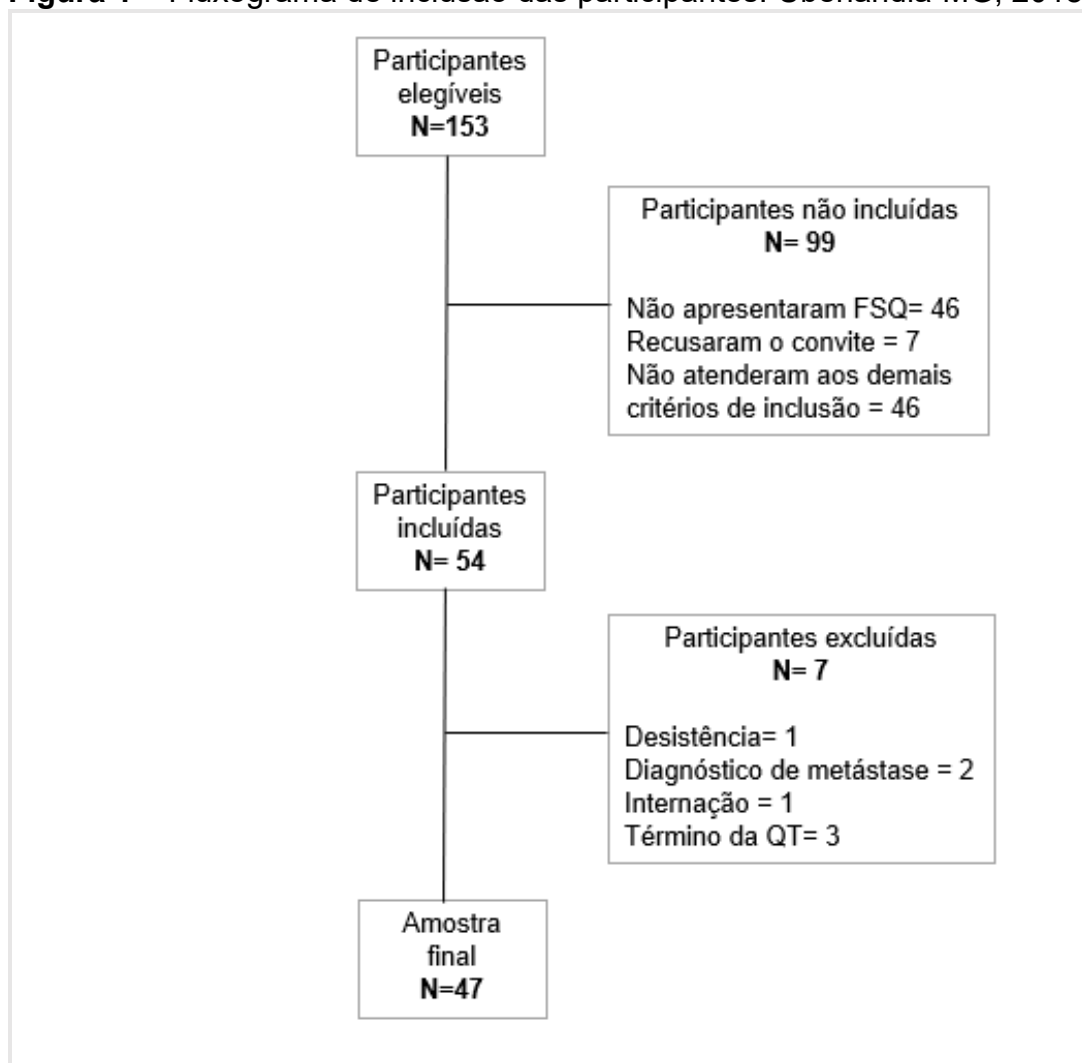 Participantes
elegíveis
N=153
Participantes não incluídas
N= 99
Não apresentaram FSQ= 46
Recusaram o convite = 7
Não atenderam aos demais
critérios de inclusão = 46
Participantes
incluídas
N= 54
Participantes excluídas
N= 7
Desistência= 1
Diagnóstico de metástase = 2
Internação = 1
Término da QT= 3
Amostra
final
N=47